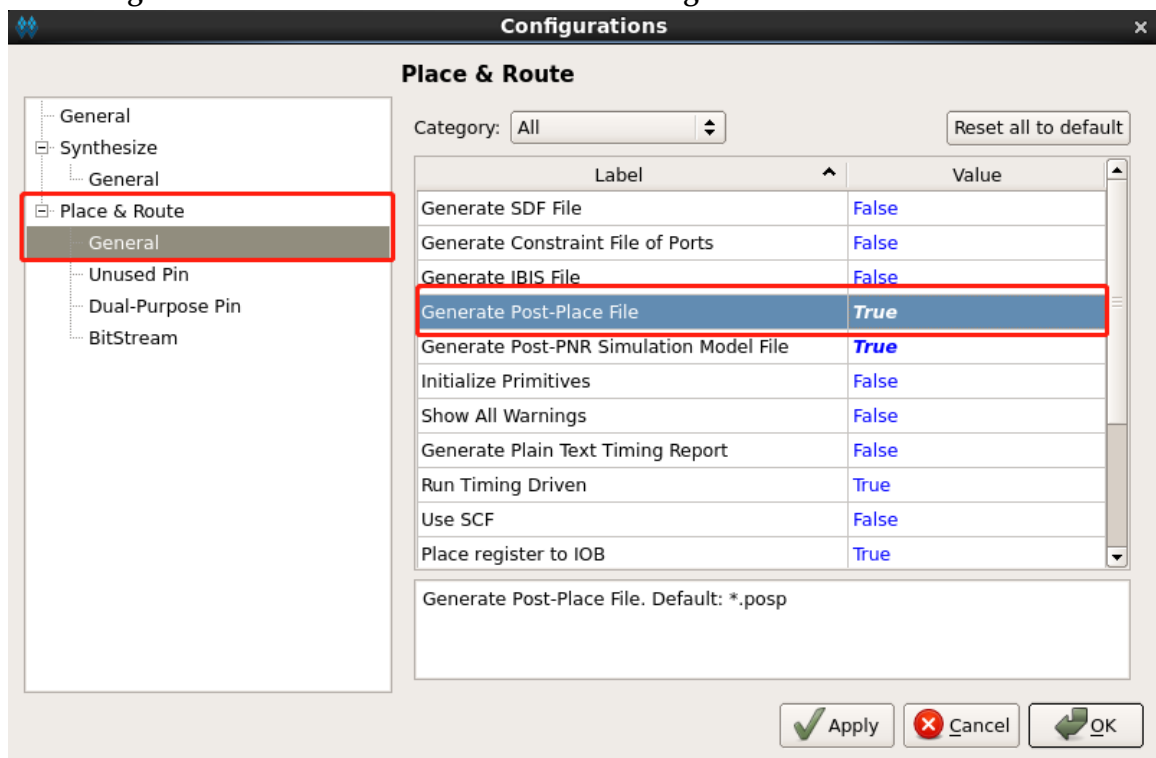 Configurations
Place & Route
General
Synthesize
General
Place & Route
General
Unused Pin
Dual-Purpose Pin
BitStream
Category: All
Reset all to default
Label Value
Generate SDF File False
Generate Constraint File of Ports False
Generate IBIS File False
Generate Post-Place File True
Generate Post-PNR Simulation Model File True
Initialize Primitives False
Show All Warnings False
Generate Plain Text Timing Report False
Run Timing Driven True
Use SCF False
Place register to IOB True
Generate Post-Place File. Default: *.posp
Apply Cancel OK